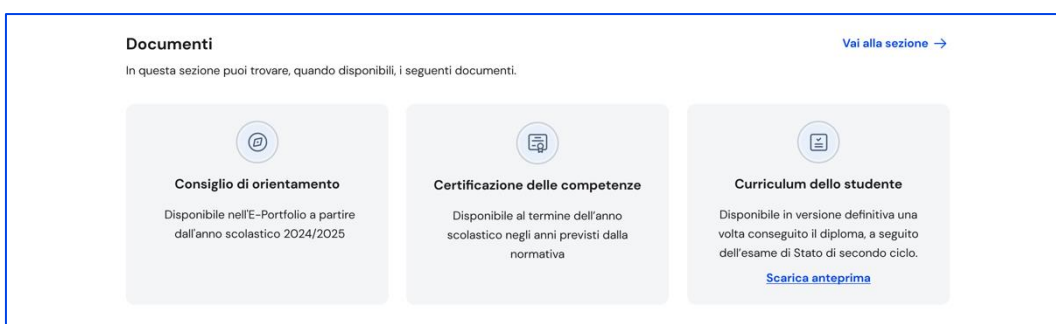 Documenti
Vai alla sezione →
In questa sezione puoi trovare, quando disponibili, i seguenti documenti.
Consiglio di orientamento
Disponibile nell'E-Portfolio a partire
dall'anno scolastico 2024/2025
Certificazione delle competenze
Disponibile al termine dell'anno
scolastico negli anni previsti dalla
normativa
Curriculum dello studente
Disponibile in versione definitiva una
volta conseguito il diploma, a seguito
dell'esame di Stato di secondo ciclo.
Scarica anteprima